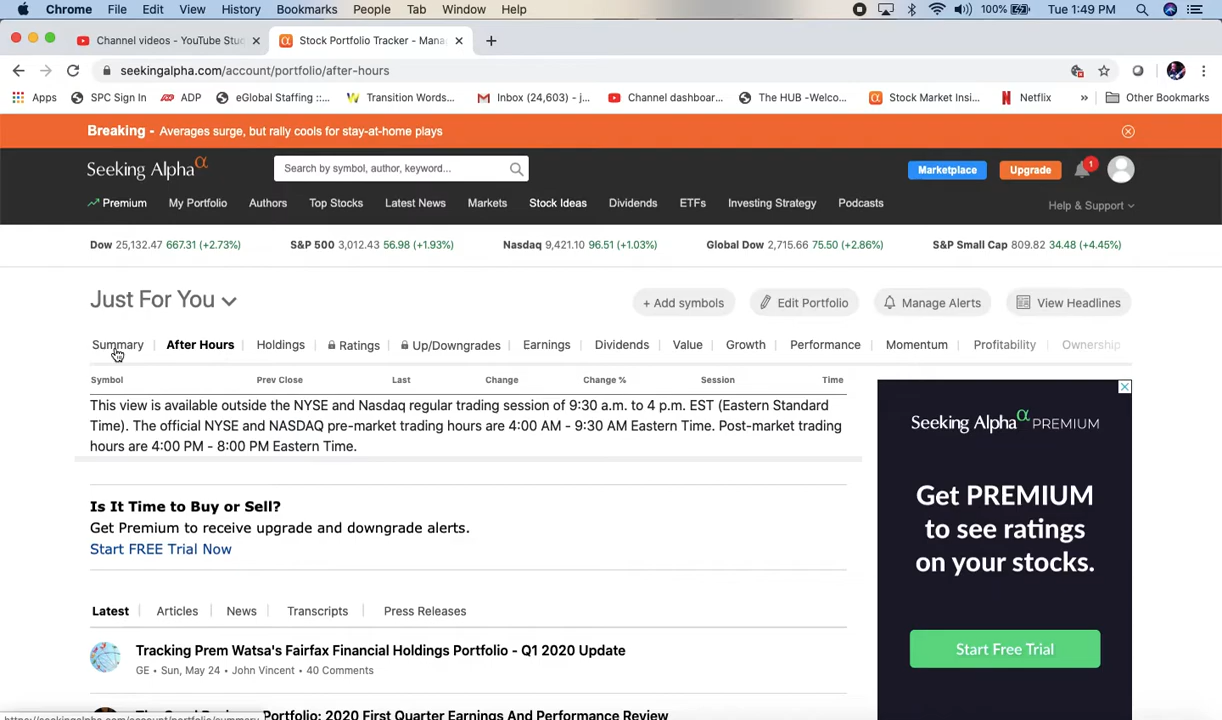 Chrome File Edit View History Bookmarks People Tab Window Help 100% Tue 1:49 PM
Channel videos - YouTube Stu Stock Portfolio Tracker - Mana
seekingalpha.com/account/portfolio/after-hours
Apps SPC Sign In ADP eGlobal Staffing ::... Transition Words... Inbox (24,603) - j... Channel dashboar... The HUB -Welco... Stock Market Insi... Netflix » Other Bookmarks
Breaking - Averages surge, but rally cools for stay-at-home plays
Seeking Alpha α Search by symbol, author, keyword... Marketplace Upgrade 1
Premium My Portfolio Authors Top Stocks Latest News Markets Stock Ideas Dividends ETFs Investing Strategy Podcasts Help & Support
Dow 25,132.47 667.31 (+2.73%) S&P 500 3,012.43 56.98 (+1.93%) Nasdaq 9,421.10 96.51 (+1.03%) Global Dow 2,715.66 75.50 (+2.86%) S&P Small Cap 809.82 34.48 (+4.45%)
Just For You + Add symbols Edit Portfolio Manage Alerts View Headlines
Summary After Hours Holdings Ratings Up/Downgrades Earnings Dividends Value Growth Performance Momentum Profitability Ownership
Symbol Prev Close Last Change Change % Session Time
This view is available outside the NYSE and Nasdaq regular trading session of 9:30 a.m. to 4 p.m. EST (Eastern Standard
Time). The official NYSE and NASDAQ pre-market trading hours are 4:00 AM - 9:30 AM Eastern Time. Post-market trading
hours are 4:00 PM - 8:00 PM Eastern Time.
Seeking Alpha α PREMIUM
Get PREMIUM
to see ratings
on your stocks.
Start Free Trial
Is It Time to Buy or Sell?
Get Premium to receive upgrade and downgrade alerts.
Start FREE Trial Now
Latest Articles News Transcripts Press Releases
Tracking Prem Watsa's Fairfax Financial Holdings Portfolio - Q1 2020 Update
GE • Sun, May 24 • John Vincent • 40 Comments
Portfolio: 2020 First Quarter Earnings And Performance Review